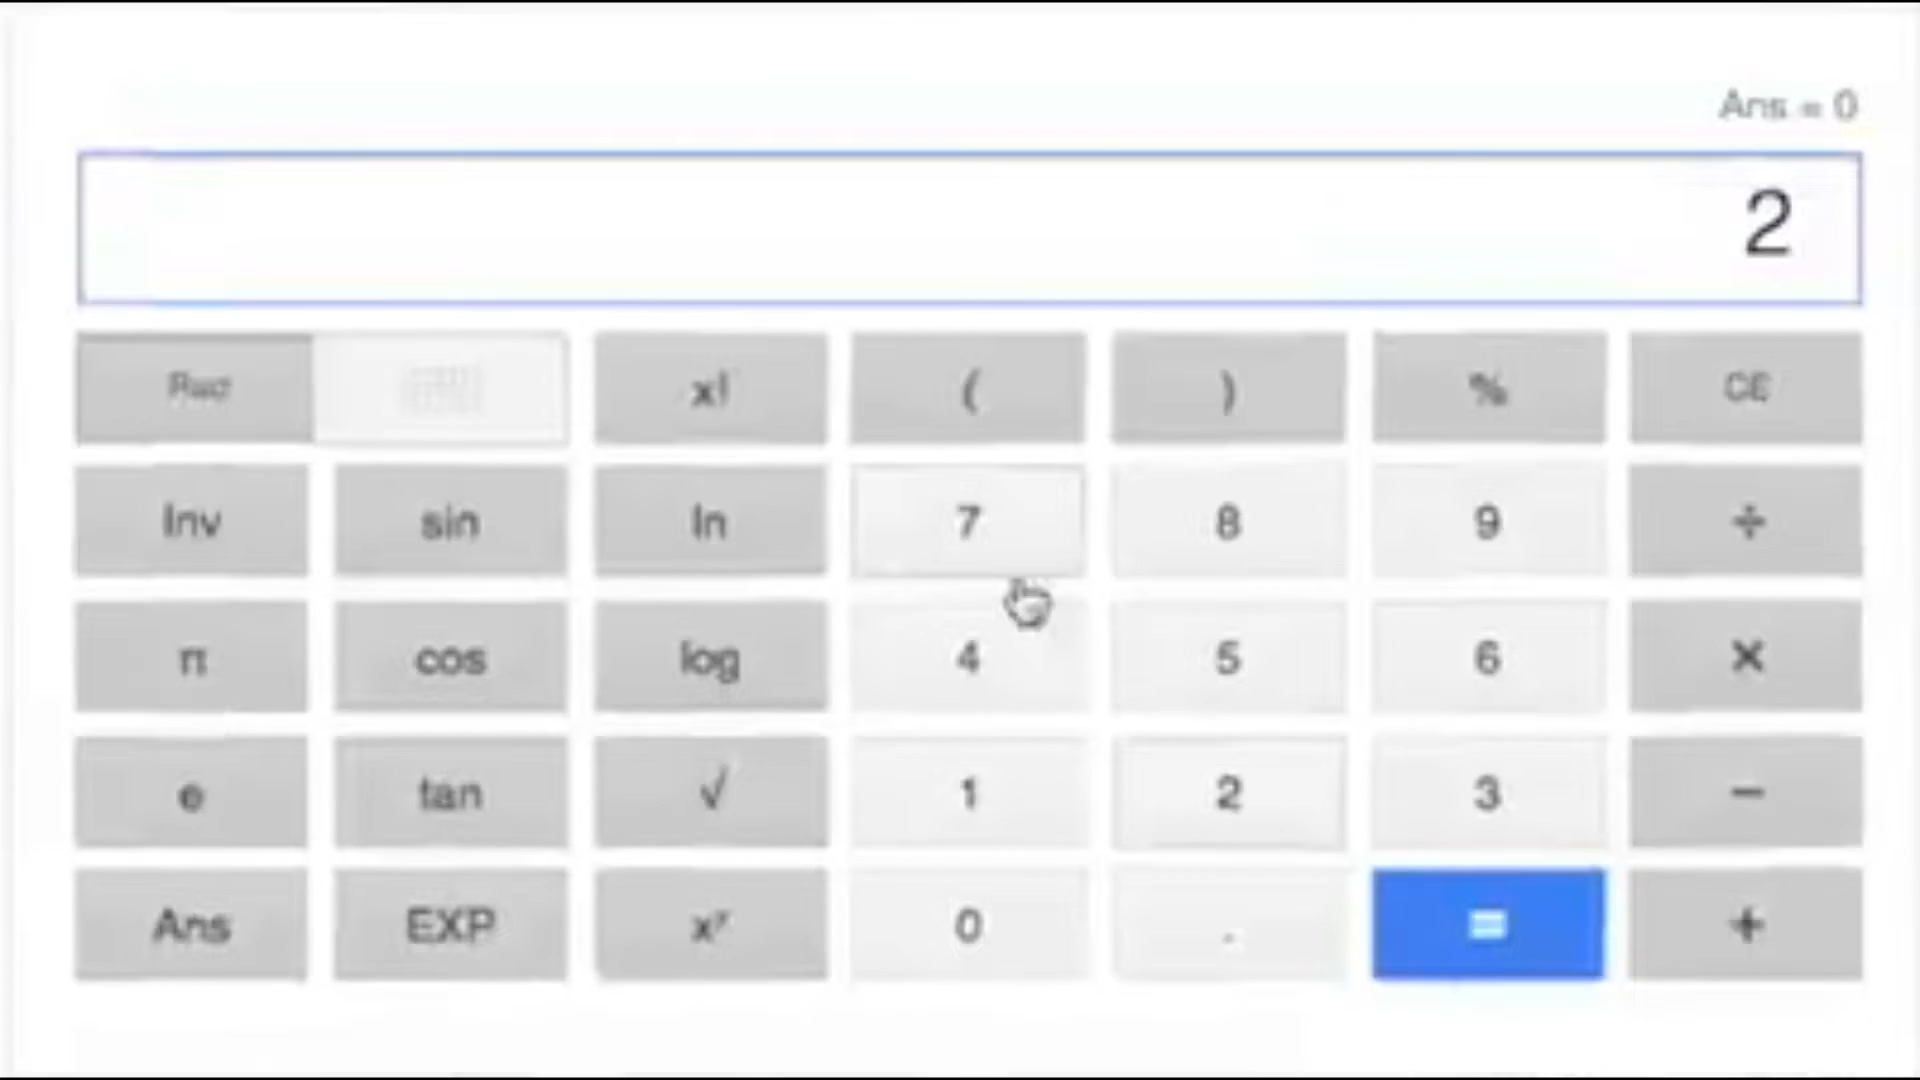 Ans = 0
2
Rad x! ( ) % CE
Inv sin ln 7 8 9 ÷
π cos log 4 5 6 ×
e tan √ 1 2 3 −
Ans EXP xʸ 0 . = +